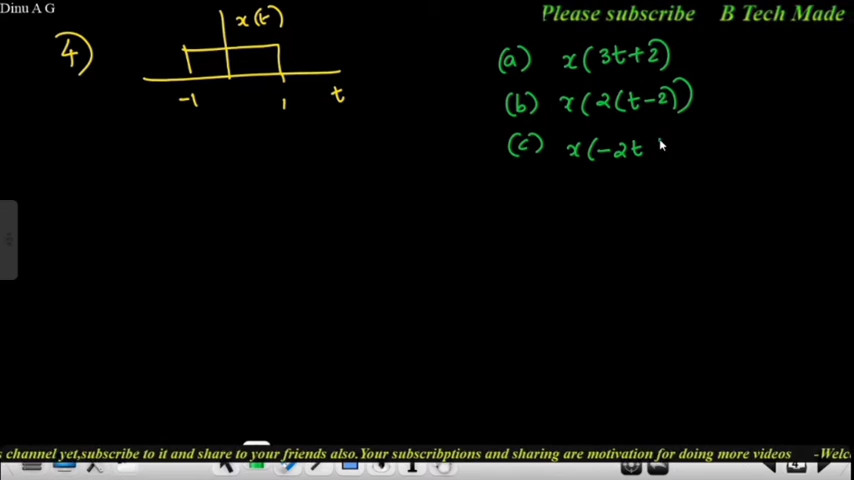 Dinu A G
Please subscribe B Tech Made
4)
x(t)
-1 1 t
(a) x(3t+2)
(b) x(2(t-2))
(c) x(-2t
s channel yet,subscribe to it and share to your friends also.Your subscribptions and sharing are motivation for doing more videos -Welc